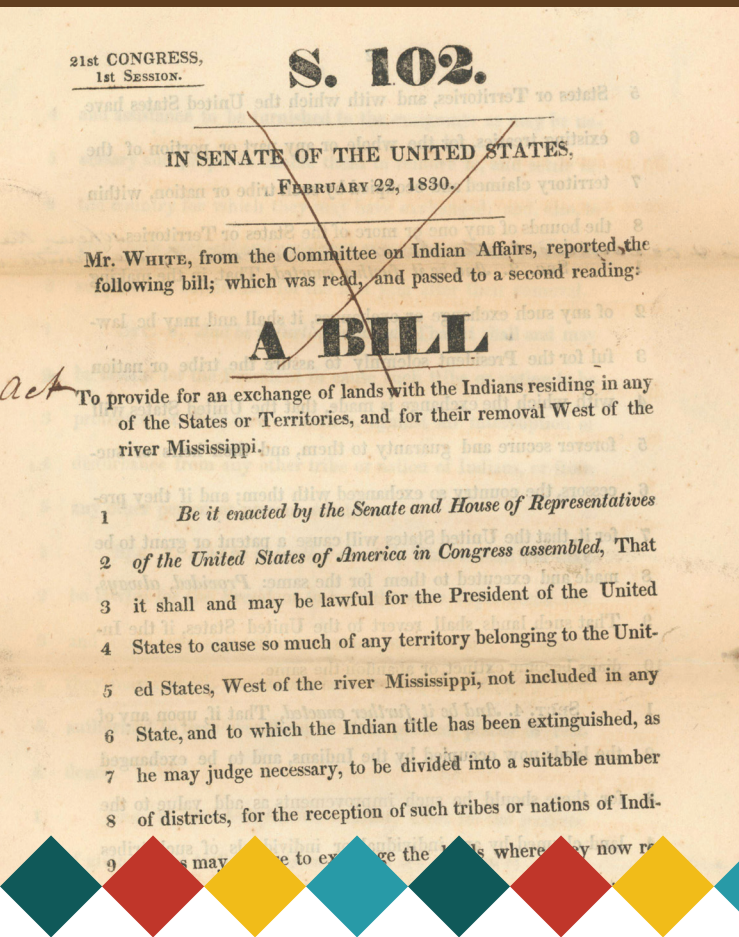 21st CONGRESS,
1st SESSION.
S. 102.
IN SENATE OF THE UNITED STATES,
FEBRUARY 22, 1830.
Mr. WHITE, from the Committee on Indian Affairs, reported the
following bill; which was read, and passed to a second reading:
A BILL
act
To provide for an exchange of lands with the Indians residing in any
of the States or Territories, and for their removal West of the
river Mississippi.
1 Be it enacted by the Senate and House of Representatives
2 of the United States of America in Congress assembled, That
3 it shall and may be lawful for the President of the United
4 States to cause so much of any territory belonging to the Unit-
5 ed States, West of the river Mississippi, not included in any
6 State, and to which the Indian title has been extinguished, as
7 he may judge necessary, to be divided into a suitable number
8 of districts, for the reception of such tribes or nations of Indi-
9 may to the now